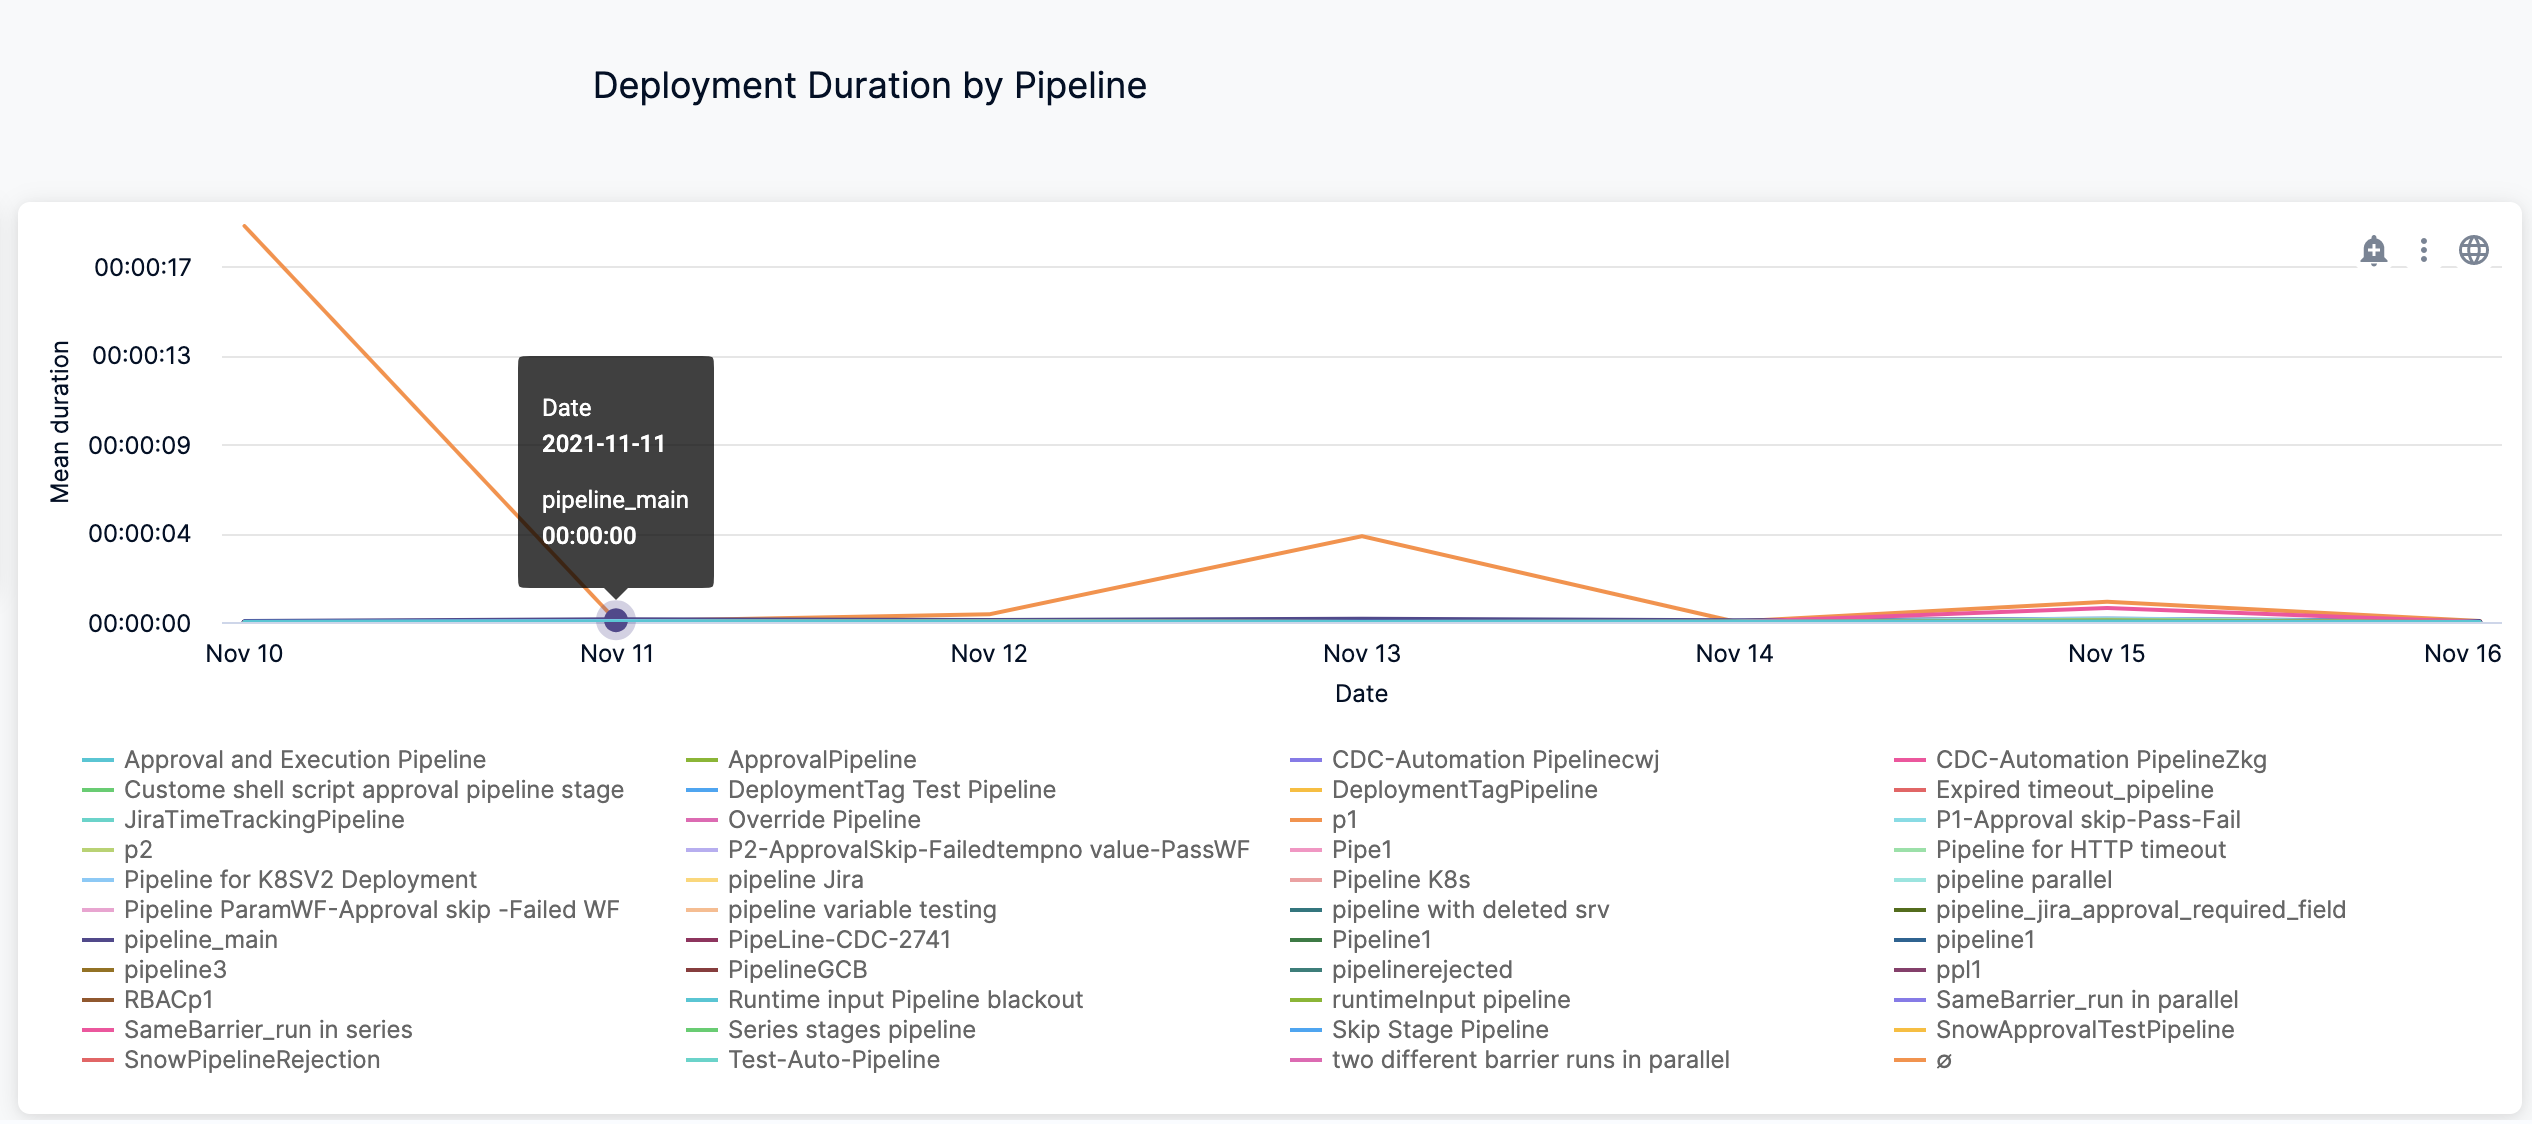 Deployment Duration by Pipeline
Mean duration
00:00:17
00:00:13
00:00:09
00:00:04
00:00:00
Date
2021-11-11
pipeline_main
00:00:00
Nov 10 Nov 11 Nov 12 Nov 13 Nov 14 Nov 15 Nov 16
Date
Approval and Execution Pipeline ApprovalPipeline CDC-Automation Pipelinecwj CDC-Automation PipelineZkg
Custome shell script approval pipeline stage DeploymentTag Test Pipeline DeploymentTagPipeline Expired timeout_pipeline
JiraTimeTrackingPipeline Override Pipeline p1 P1-Approval skip-Pass-Fail
p2 P2-ApprovalSkip-Failedtempno value-PassWF Pipe1 Pipeline for HTTP timeout
Pipeline for K8SV2 Deployment pipeline Jira Pipeline K8s pipeline parallel
Pipeline ParamWF-Approval skip -Failed WF pipeline variable testing pipeline with deleted srv pipeline_jira_approval_required_field
pipeline_main PipeLine-CDC-2741 Pipeline1 pipeline1
pipeline3 PipelineGCB pipelinerejected ppl1
RBACp1 Runtime input Pipeline blackout runtimeInput pipeline SameBarrier_run in parallel
SameBarrier_run in series Series stages pipeline Skip Stage Pipeline SnowApprovalTestPipeline
SnowPipelineRejection Test-Auto-Pipeline two different barrier runs in parallel ∅